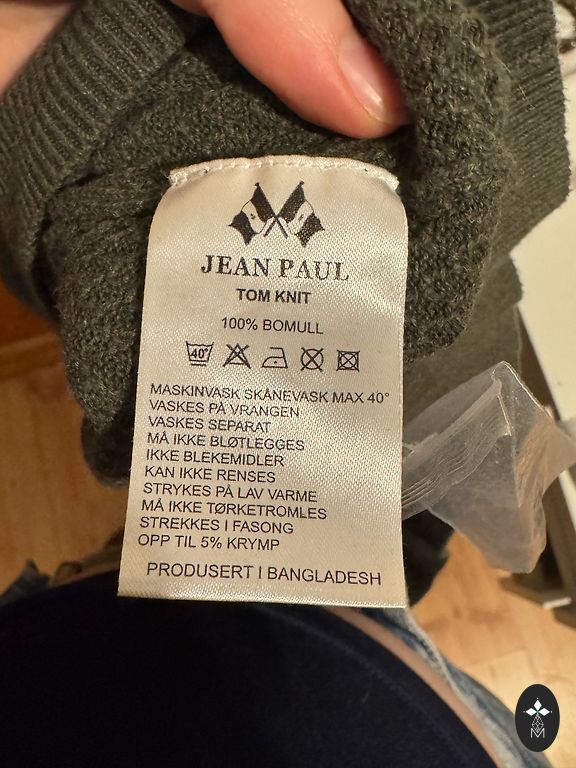 JEAN PAUL
TOM KNIT
100% BOMULL
40°
MASKINVASK SKÅNEVASK MAX 40°
VASKES PÅ VRANGEN
VASKES SEPARAT
MÅ IKKE BLØTLEGGES
IKKE BLEKEMIDLER
KAN IKKE RENSES
STRYKES PÅ LAV VARME
MÅ IKKE TØRKETROMLES
STREKKES I FASONG
OPP TIL 5% KRYMP
PRODUSERT I BANGLADESH
M